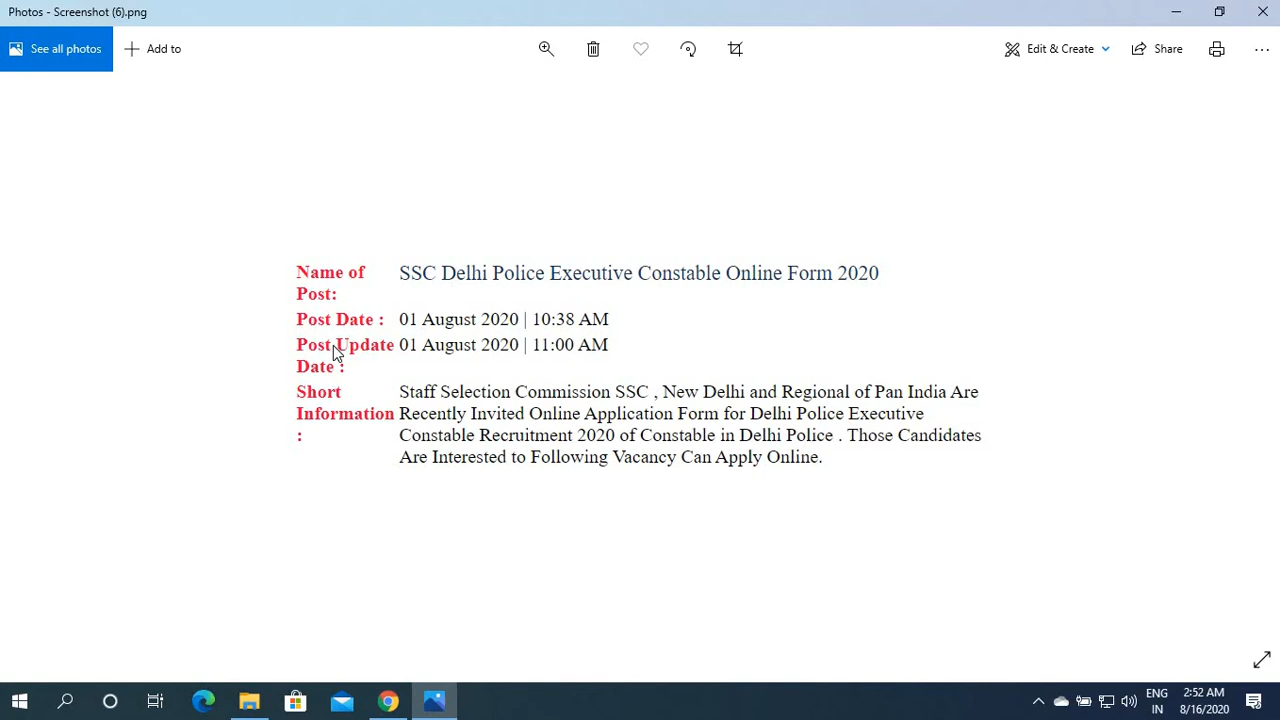 Photos - Screenshot (6).png
See all photos
Add to
Edit & Create
Share
Name of Post:
SSC Delhi Police Executive Constable Online Form 2020
Post Date :
01 August 2020 | 10:38 AM
Post Update Date :
01 August 2020 | 11:00 AM
Short Information :
Staff Selection Commission SSC , New Delhi and Regional of Pan India Are
Recently Invited Online Application Form for Delhi Police Executive
Constable Recruitment 2020 of Constable in Delhi Police . Those Candidates
Are Interested to Following Vacancy Can Apply Online.
ENG
IN
2:52 AM
8/16/2020